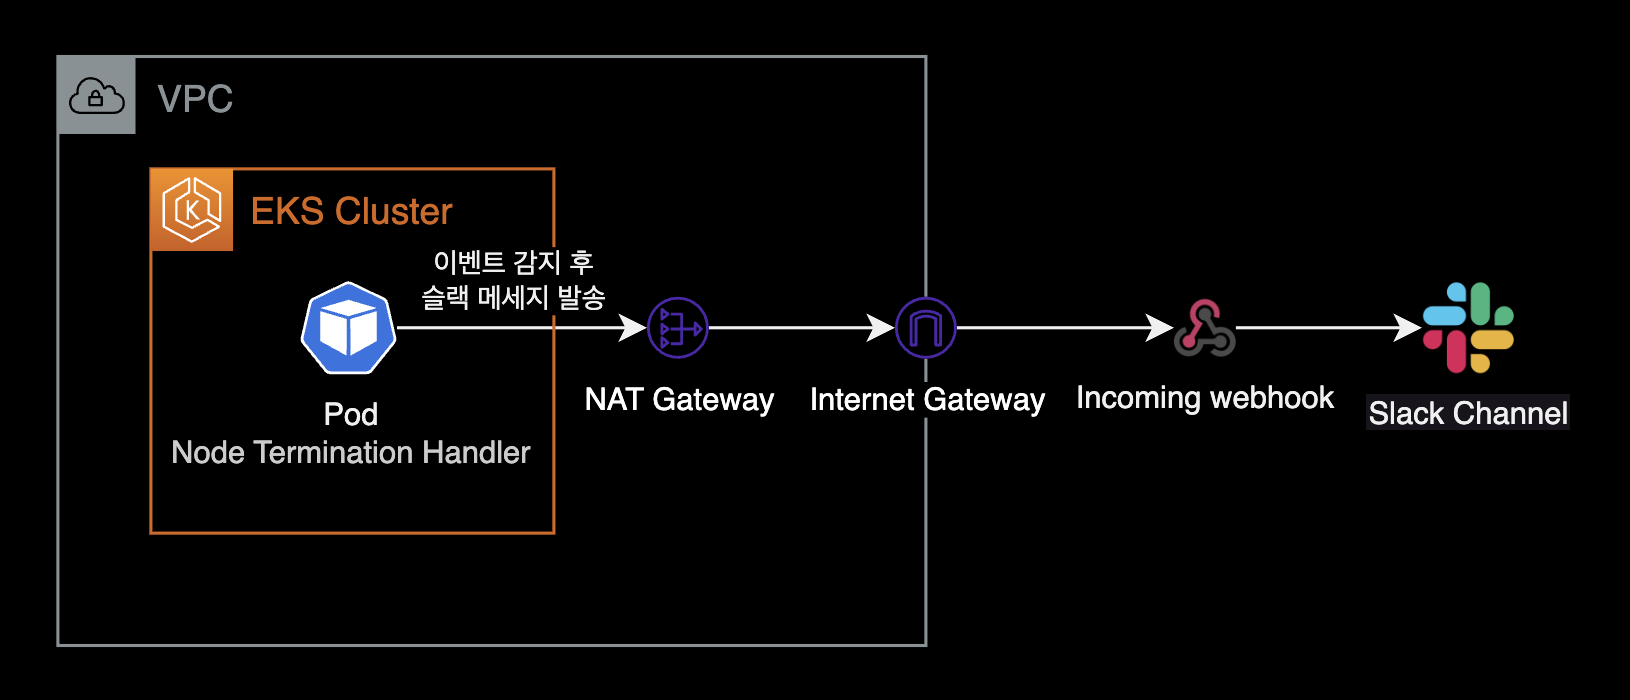 VPC
EKS Cluster
이벤트 감지 후
슬랙 메세지 발송
Pod
Node Termination Handler
NAT Gateway
Internet Gateway
Incoming webhook
Slack Channel